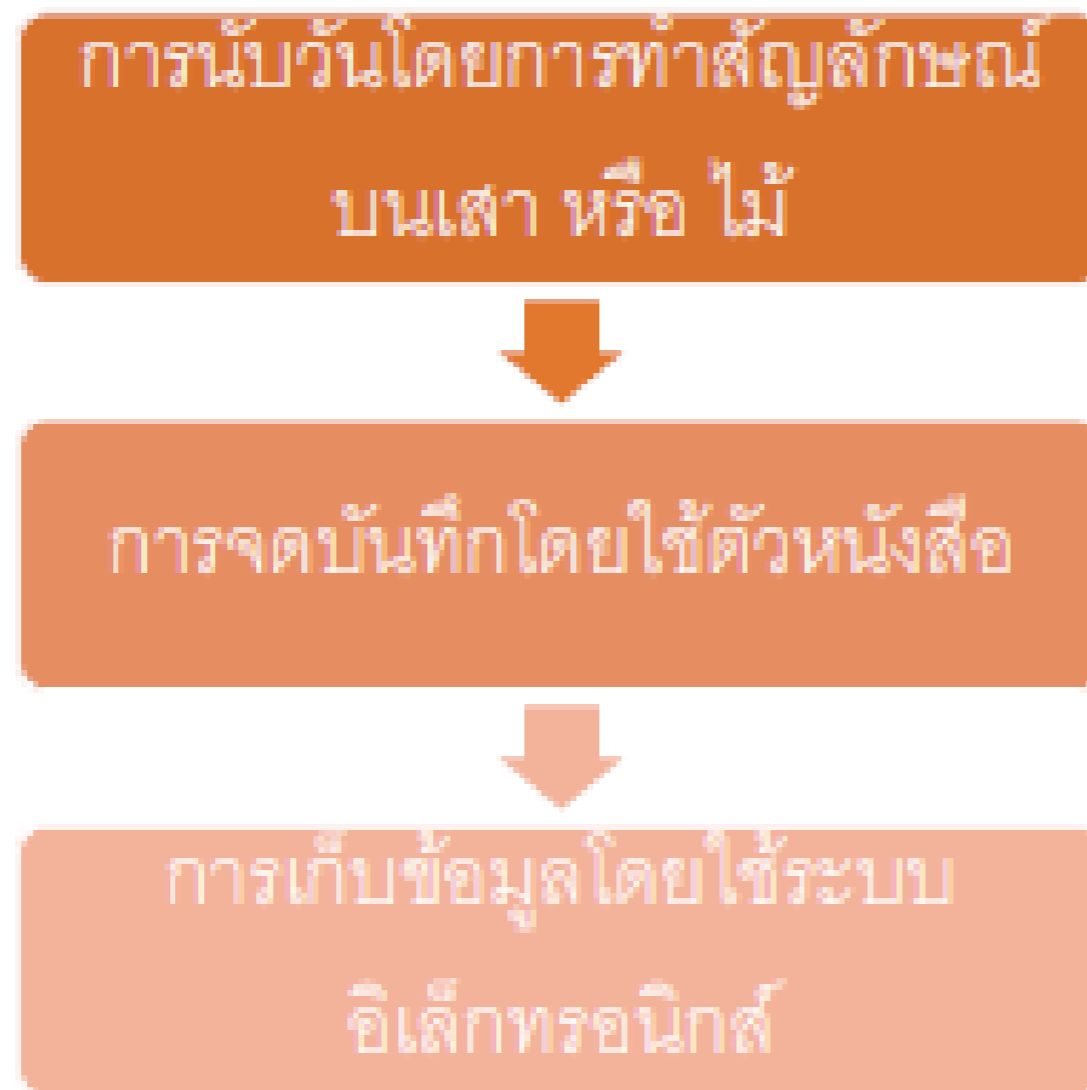 การนับวันโดยการทำสัญลักษณ์
บนเสา หรือ ไม้
การจดบันทึกโดยใช้ตัวหนังสือ
การเก็บข้อมูลโดยใช้ระบบ
อิเล็กทรอนิกส์